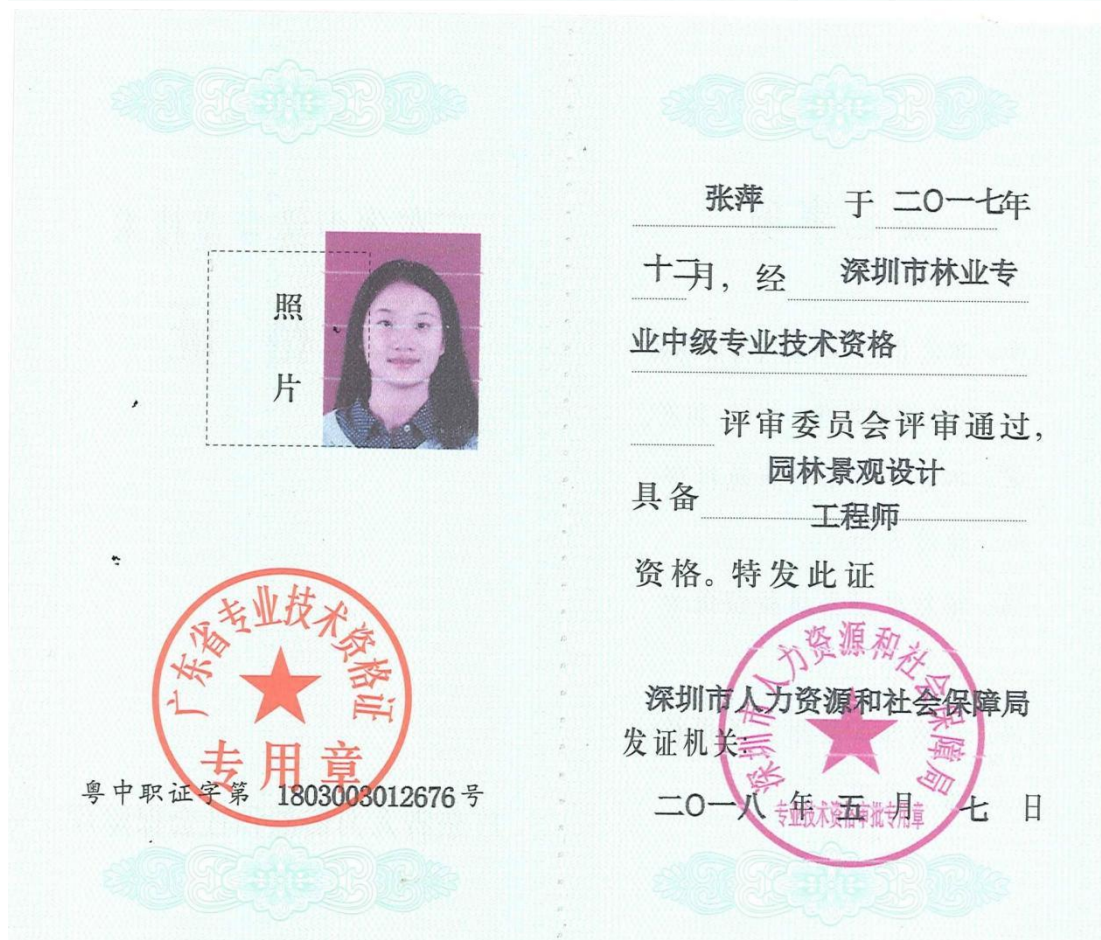 照
片
广东省专业技术资格证
专用章
粤中职证字第 1803003012676号
张萍 于 二〇一七年
十二月，经 深圳市林业专
业中级专业技术资格
评审委员会评审通过，
园林景观设计
具备
工程师
资格。特发此证
深圳市人力资源和社会保障局
深圳市人力资源和社会保障局
发证机关：
二〇一八 年 五 月 七 日
专业技术资格审批专用章